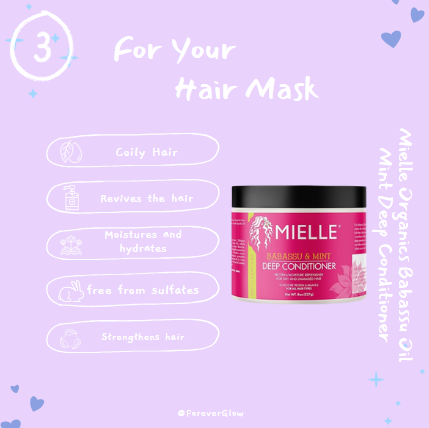 3
For Your
Hair Mask
Coily Hair
Revives the hair
Moistures and
hydrates
free from sulfates
Strengthens hair
MIELLE
BABASSU & MINT
DEEP CONDITIONER
Mielle Organics Babassu Oil
Mint Deep Conditioner
@ForeverGlow